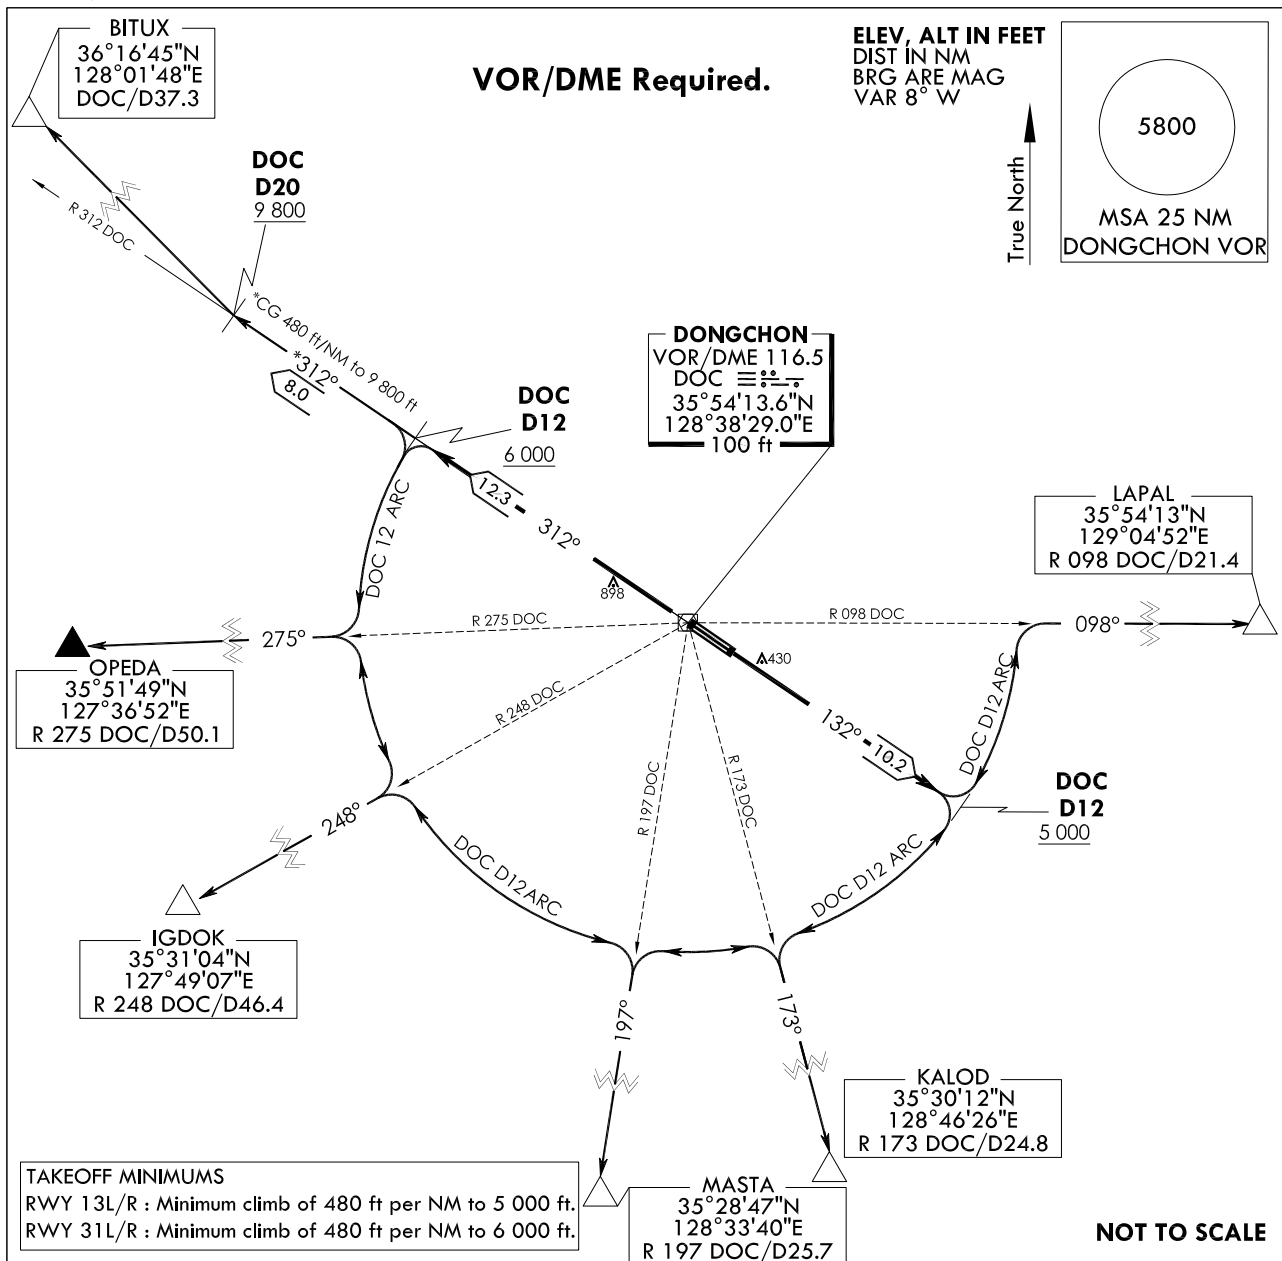 BITUX
36°16'45"N
128°01'48"E
DOC/D37.3
VOR/DME Required.
ELEV, ALT IN FEET
DIST IN NM
BRG ARE MAG
VAR 8° W
True North
5800
MSA 25 NM
DONGCHON VOR
DOC
D20
9 800
R 312 DOC
*CG 480 ft/NM to 9 800 ft
*312°
8.0
DOC
D12
6 000
DONGCHON
VOR/DME 116.5
DOC
35°54'13.6"N
128°38'29.0"E
100 ft
12.3
312°
DOC 12 ARC
898
LAPAL
35°54'13"N
129°04'52"E
R 098 DOC/D21.4
R 275 DOC
R 098 DOC
275°
098°
430
OPEDA
35°51'49"N
127°36'52"E
R 275 DOC/D50.1
R 248 DOC
132°
10.2
DOC D12 ARC
DOC
D12
5 000
R 197 DOC
R 173 DOC
248°
DOC D12 ARC
DOC D12 ARC
IGDOK
35°31'04"N
127°49'07"E
R 248 DOC/D46.4
197°
173°
KALOD
35°30'12"N
128°46'26"E
R 173 DOC/D24.8
TAKEOFF MINIMUMS
RWY 13L/R : Minimum climb of 480 ft per NM to 5 000 ft.
RWY 31L/R : Minimum climb of 480 ft per NM to 6 000 ft.
MASTA
35°28'47"N
128°33'40"E
R 197 DOC/D25.7
NOT TO SCALE